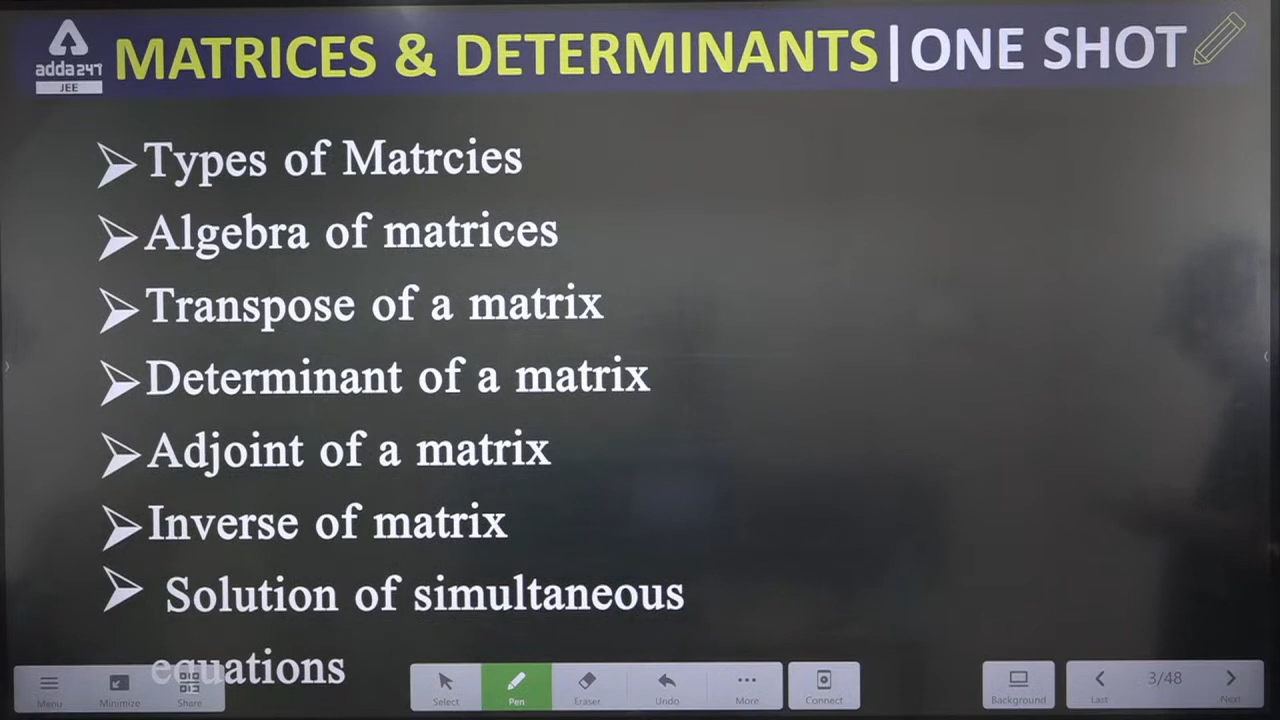 MATRICES & DETERMINANTS|ONE SHOT
adda247
JEE
Types of Matrcies
Algebra of matrices
Transpose of a matrix
Determinant of a matrix
Adjoint of a matrix
Inverse of matrix
Solution of simultaneous
equations
Menu Minimize Share Select Pen Eraser Undo More Connect Background Last 3/48 Next